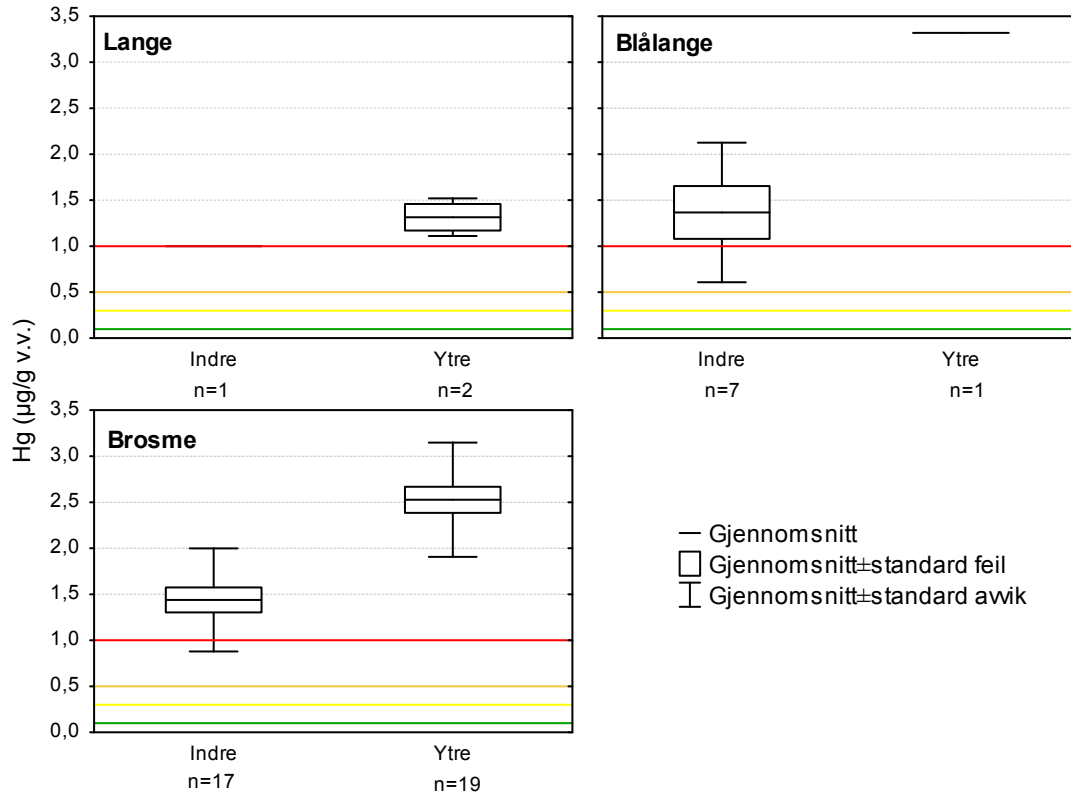 Hg (µg/g v.v.)
3,5
3,0
2,5
2,0
1,5
1,0
0,5
0,0
Lange
Indre Ytre
n=1 n=2
Blålange
Indre Ytre
n=7 n=1
3,5
3,0
2,5
2,0
1,5
1,0
0,5
0,0
Brosme
Indre Ytre
n=17 n=19
Gjennomsnitt
Gjennomsnitt±standard feil
Gjennomsnitt±standard avvik